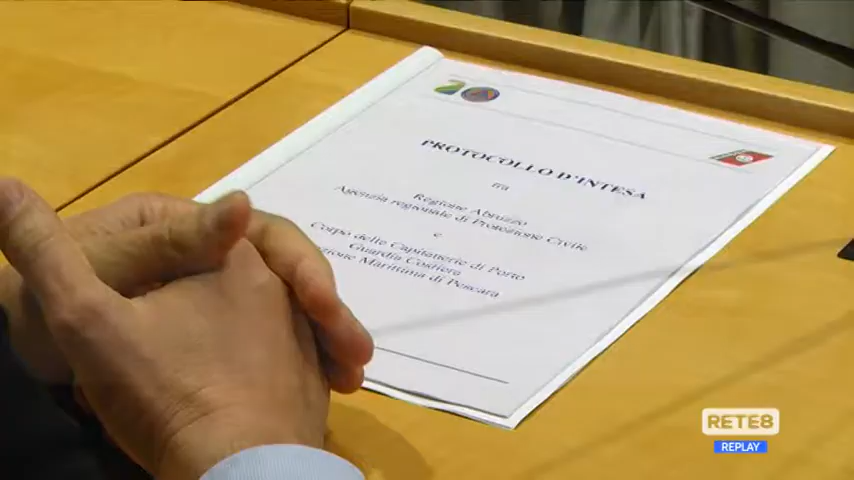 PROTOCOLLO D'INTESA
tra
Regione Abruzzo
Agenzia regionale di Protezione Civile
e
Corpo delle Capitanerie di Porto
Guardia Costiera
Marittima di Pescara
RETE8
REPLAY